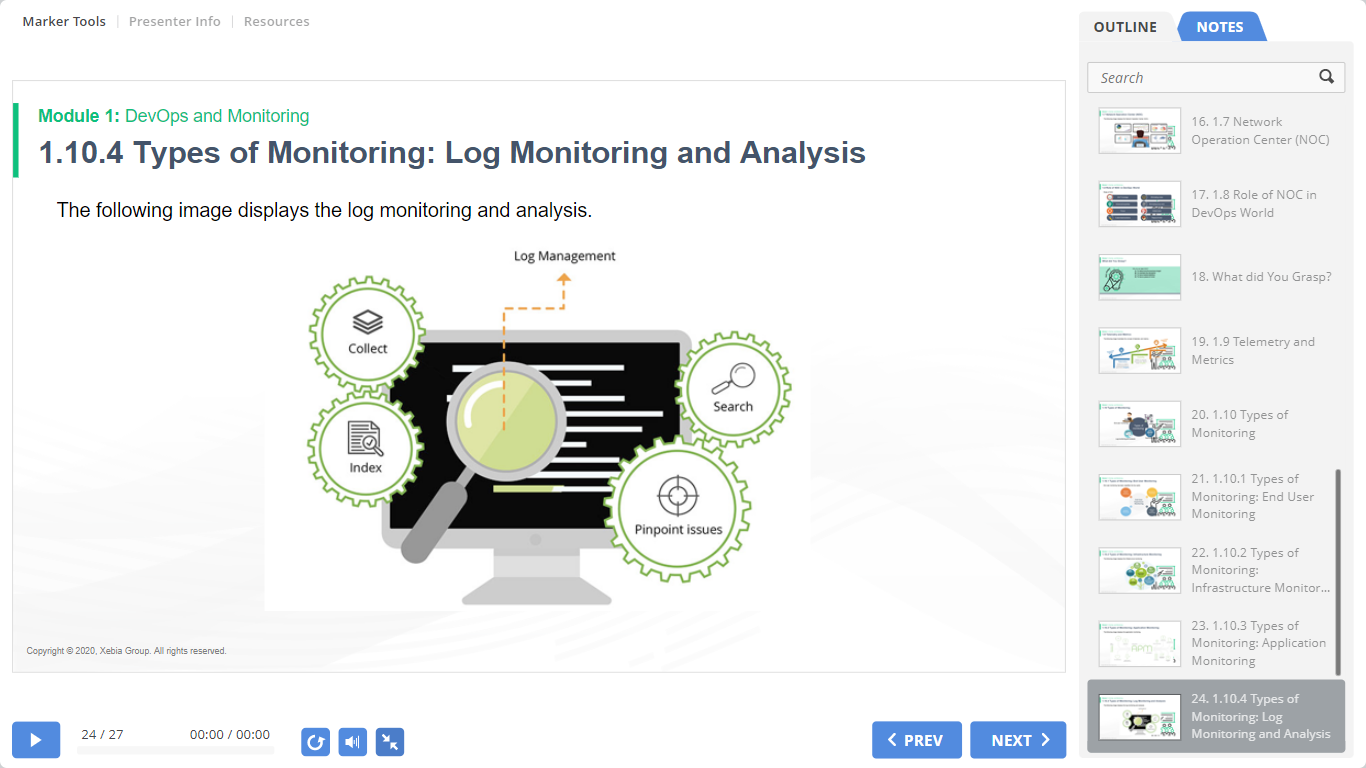 Marker Tools
Presenter Info
Resources
OUTLINE
NOTES
Search
Module 1: DevOps and Monitoring
1.10.4 Types of Monitoring: Log Monitoring and Analysis
The following image displays the log monitoring and analysis.
Log Management
Collect
Index
Search
Pinpoint issues
Copyright © 2020, Xebia Group. All rights reserved.
16. 1.7 Network
Operation Center (NOC)
17. 1.8 Role of NOC in
DevOps World
18. What did You Grasp?
19. 1.9 Telemetry and
Metrics
20. 1.10 Types of
Monitoring
21. 1.10.1 Types of
Monitoring: End User
Monitoring
22. 1.10.2 Types of
Monitoring:
Infrastructure Monitor...
23. 1.10.3 Types of
Monitoring: Application
Monitoring
24. 1.10.4 Types of
Monitoring: Log
Monitoring and Analysis
24 / 27
00:00 / 00:00
PREV
NEXT